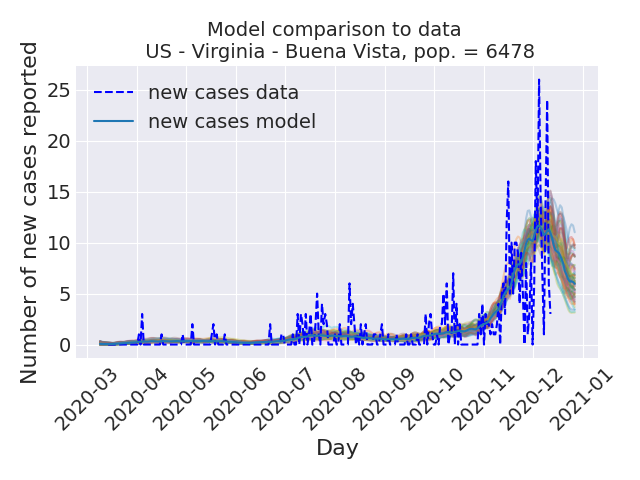 Model comparison to data
US - Virginia - Buena Vista, pop. = 6478
Number of new cases reported
25
20
15
10
5
0
new cases data
new cases model
2020-03
2020-04
2020-05
2020-06
2020-07
2020-08
2020-09
2020-10
2020-11
2020-12
2021-01
Day